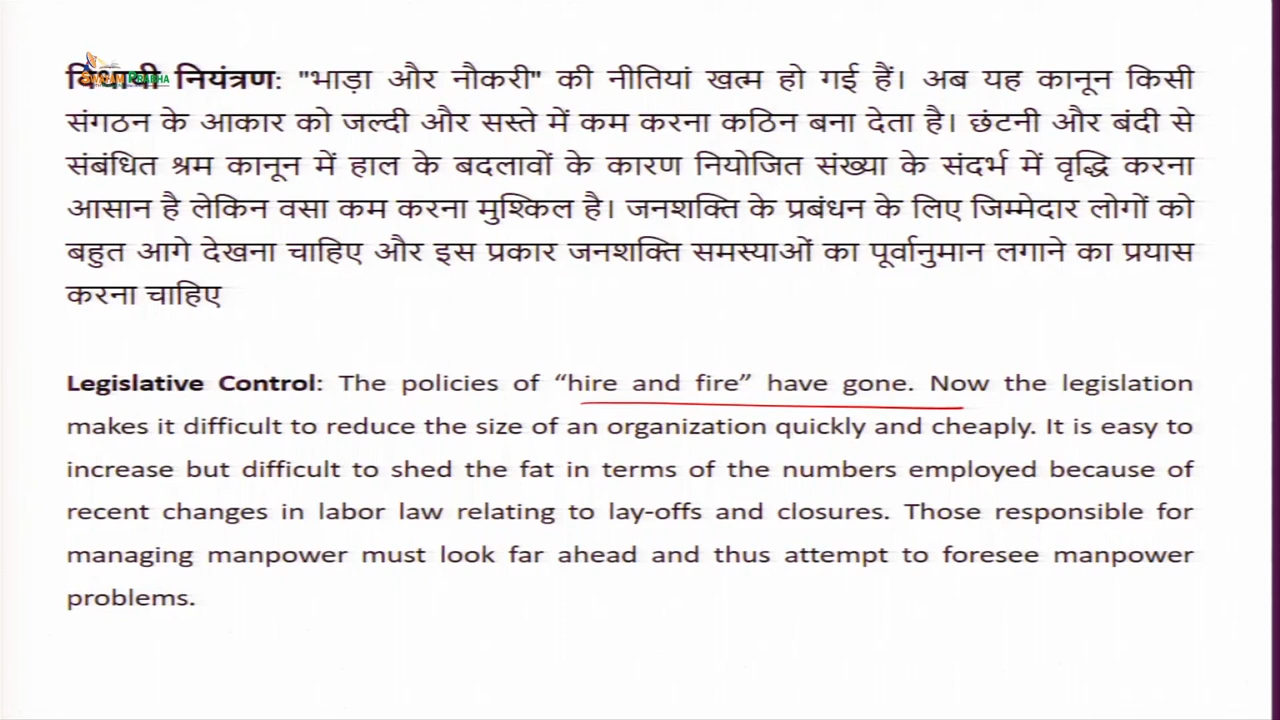 SWAYAM PRABHA
नियंत्रण: "भाड़ा और नौकरी" की नीतियां खत्म हो गई हैं। अब यह कानून किसी
संगठन के आकार को जल्दी और सस्ते में कम करना कठिन बना देता है। छंटनी और बंदी से
संबंधित श्रम कानून में हाल के बदलावों के कारण नियोजित संख्या के संदर्भ में वृद्धि करना
आसान है लेकिन वसा कम करना मुश्किल है। जनशक्ति के प्रबंधन के लिए जिम्मेदार लोगों को
बहुत आगे देखना चाहिए और इस प्रकार जनशक्ति समस्याओं का पूर्वानुमान लगाने का प्रयास
करना चाहिए
Legislative Control: The policies of “hire and fire” have gone. Now the legislation
makes it difficult to reduce the size of an organization quickly and cheaply. It is easy to
increase but difficult to shed the fat in terms of the numbers employed because of
recent changes in labor law relating to lay-offs and closures. Those responsible for
managing manpower must look far ahead and thus attempt to foresee manpower
problems.